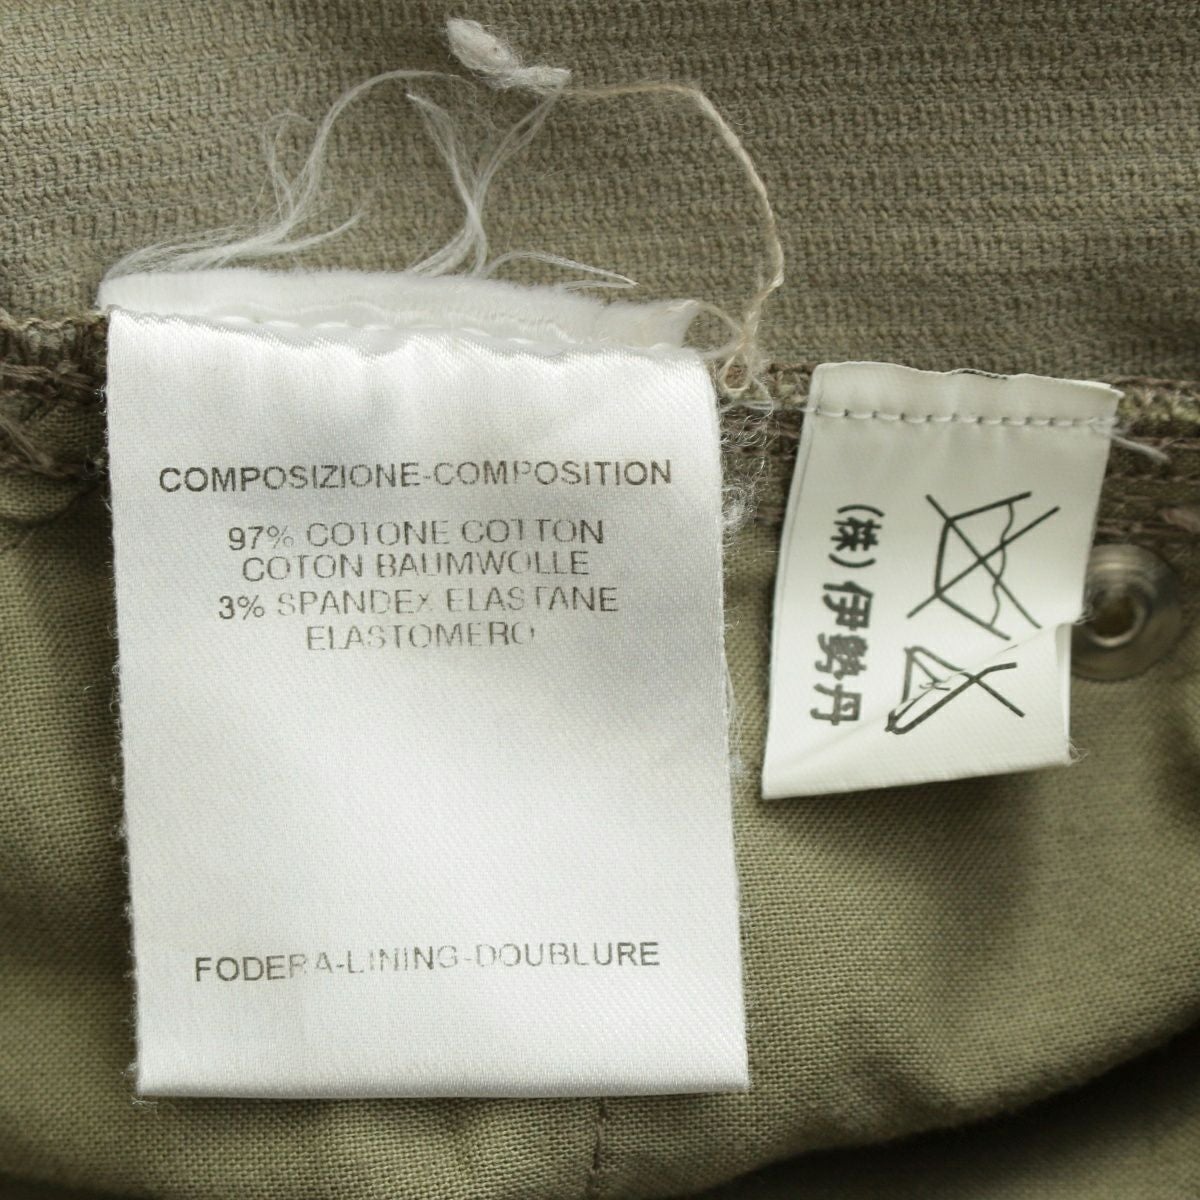 COMPOSIZIONE-COMPOSITION
97% COTONE COTTON
COTON BAUMWOLLE
3% SPANDEX ELASTANE
ELASTOMERO
FODERA-LINING-DOUBLURE
(株)伊勢丹